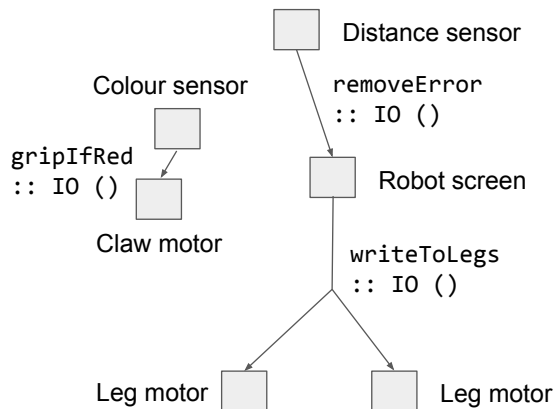 Distance sensor
removeError
:: IO ()
Colour sensor
gripIfRed
:: IO ()
Claw motor
Robot screen
writeToLegs
:: IO ()
Leg motor
Leg motor